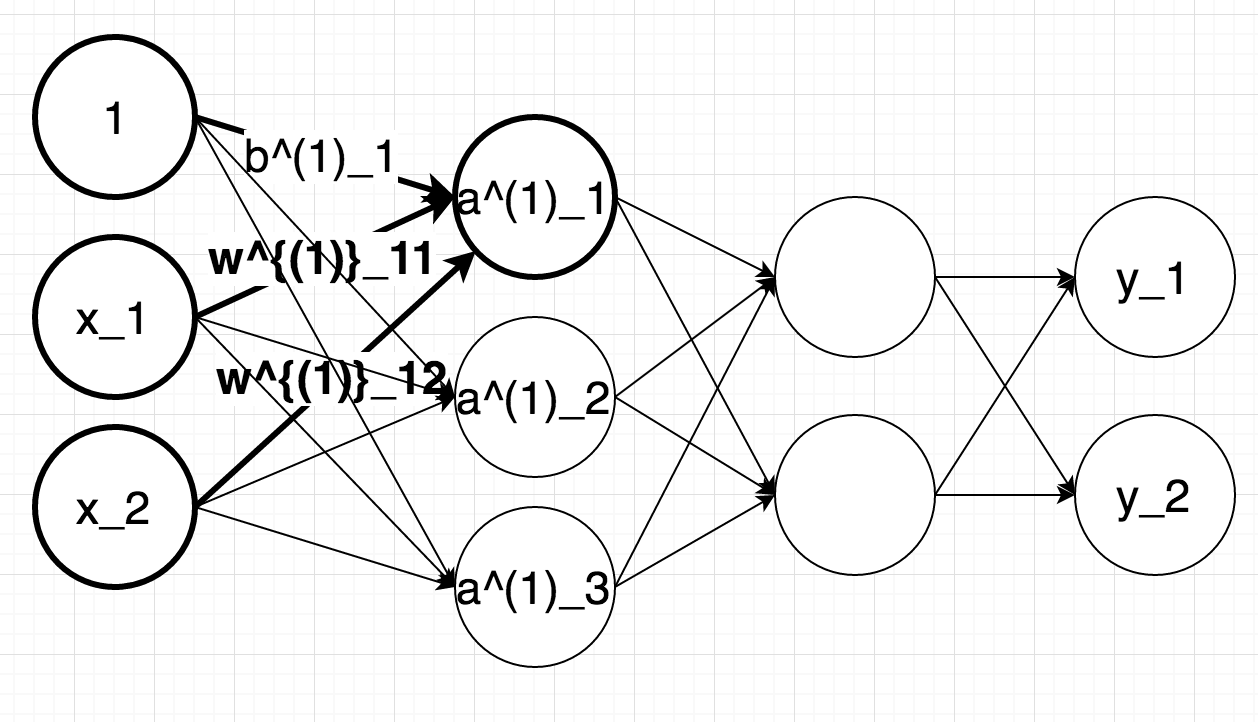 1
b^(1)_1
a^(1)_1
w^{(1)}_11
x_1
y_1
w^{(1)}_12
a^(1)_2
x_2
y_2
a^(1)_3